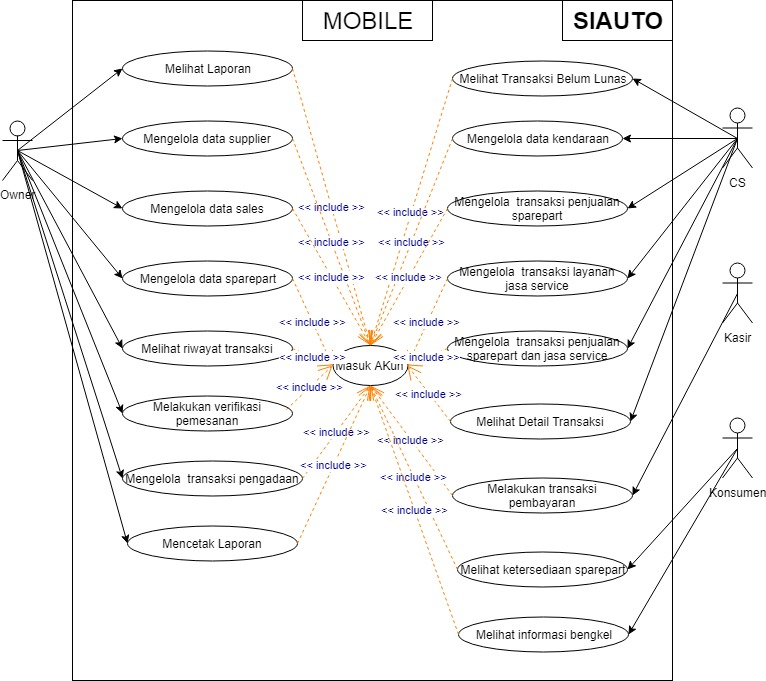 MOBILE
SIAUTO
Melihat Laporan
Melihat Transaksi Belum Lunas
Mengelola data supplier
Mengelola data kendaraan
Owner
CS
Mengelola data sales
<< include >>
<< include >>
Mengelola  transaksi penjualan
sparepart
<< include >>
<< include >>
Mengelola data sparepart
<< include >>
<< include >>
Mengelola  transaksi layanan
jasa service
<< include >>
<< include >>
Kasir
Melihat riwayat transaksi
<< include >>
<< include >>
Mengelola  transaksi penjualan
sparepart dan jasa service
Masuk AKun
<< include >>
<< include >>
Melakukan verifikasi
pemesanan
Melihat Detail Transaksi
<< include >>
<< include >>
<< include >>
Mengelola  transaksi pengadaan
Melakukan transaksi
pembayaran
Konsumen
<< include >>
Mencetak Laporan
Melihat ketersediaan sparepart
Melihat informasi bengkel